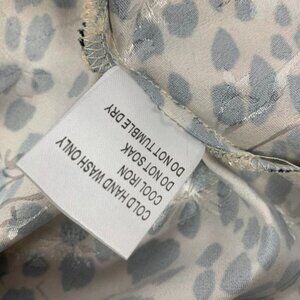 COLD HAND WASH ONLY
COOL IRON
DO NOT SOAK
DO NOT TUMBLE DRY